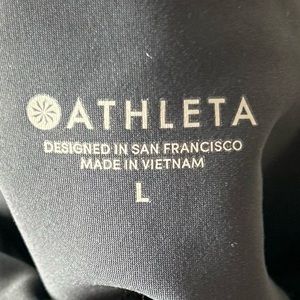 ATHLETA
DESIGNED IN SAN FRANCISCO
MADE IN VIETNAM
L